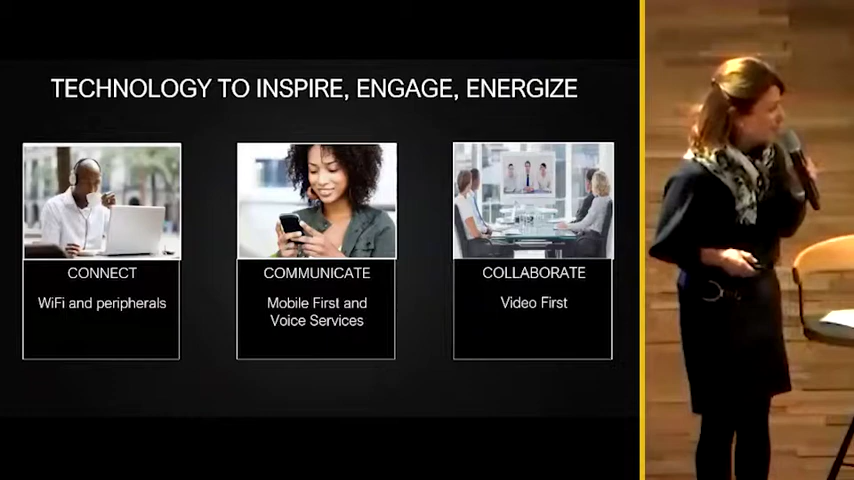 TECHNOLOGY TO INSPIRE, ENGAGE, ENERGIZE
CONNECT
WiFi and peripherals
COMMUNICATE
Mobile First and
Voice Services
COLLABORATE
Video First